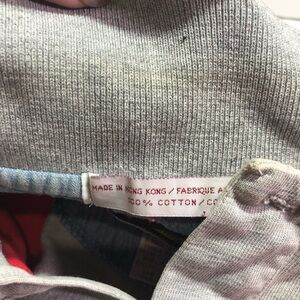 MADE IN HONG KONG / FABRIQUE A
100% COTTON / CO